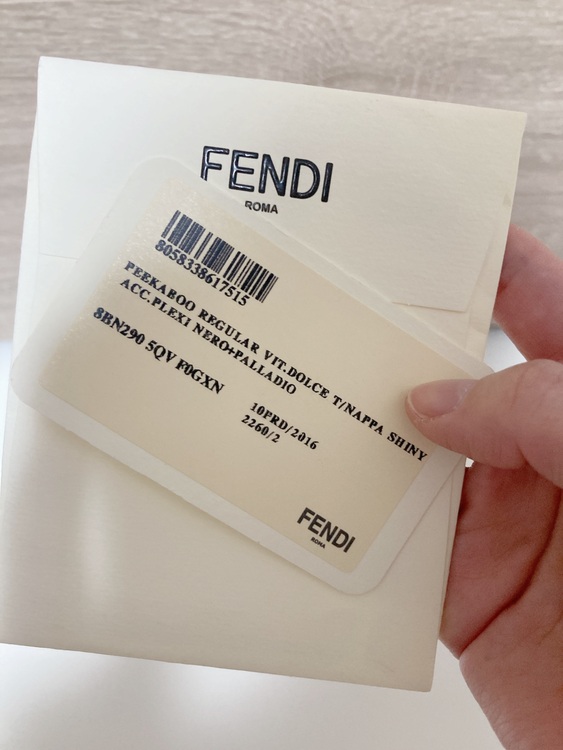 FENDI
ROMA
8058338617515
PEEKABOO REGULAR VIT.DOLCE T/NAPPA SHINY
ACC.PLEXI NERO+PALLADIO
8BN290 5QV F0GXN
10PRD/2016
2260/2
FENDI
ROMA